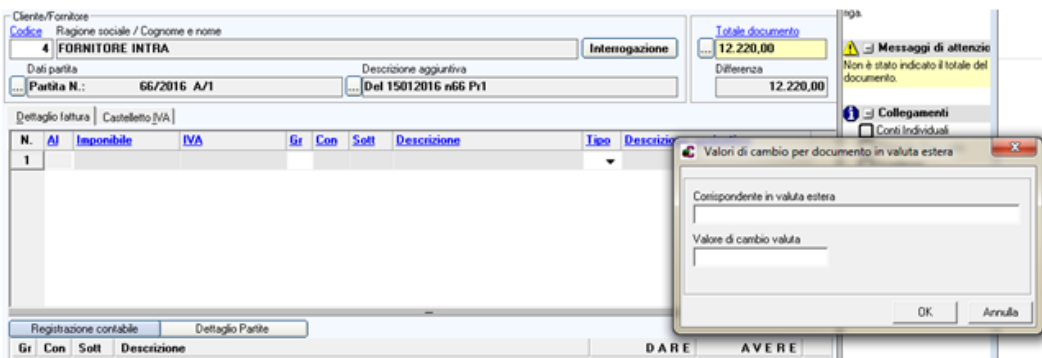 Cliente/Fornitore
Codice Ragione sociale / Cognome e nome
4 FORNITORE INTRA
Interrogazione
Dati partita
Descrizione aggiuntiva
... Partita N.: 66/2016 A/1
... Del 15012016 n66 Pr1
Totale documento
... 12.220,00
Differenza
12.220,00
riga.
Messaggi di attenzio
Non è stato indicato il totale del
documento.
Collegamenti
Conti Individuali
Dettaglio fattura Castelletto IVA
N. Al Imponibile IVA Gr Con Sott Descrizione Tipo Descrizio
1
Valori di cambio per documento in valuta estera
Corrispondente in valuta estera
Valore di cambio valuta
OK Annulla
Registrazione contabile Dettaglio Partite
Gr Con Sott Descrizione DARE AVERE